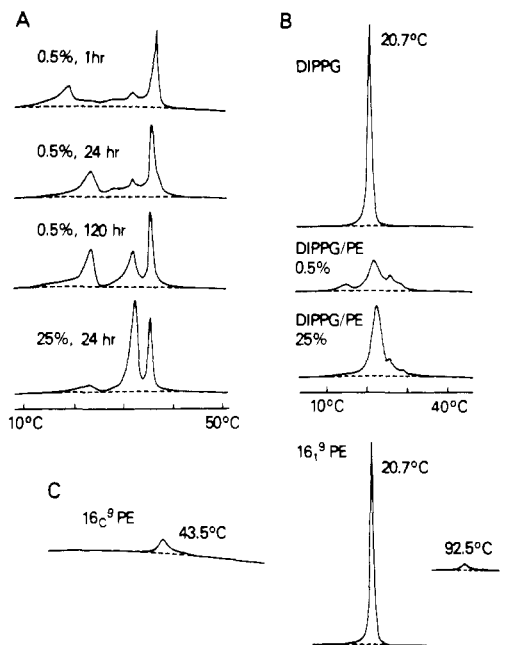 A
0.5%, 1hr
0.5%, 24 hr
0.5%, 120 hr
25%, 24 hr
10°C
50°C
B
20.7°C
DIPPG
DIPPG/PE
0.5%
DIPPG/PE
25%
10°C
40°C
16t⁹ PE
20.7°C
92.5°C
C
16c⁹ PE
43.5°C